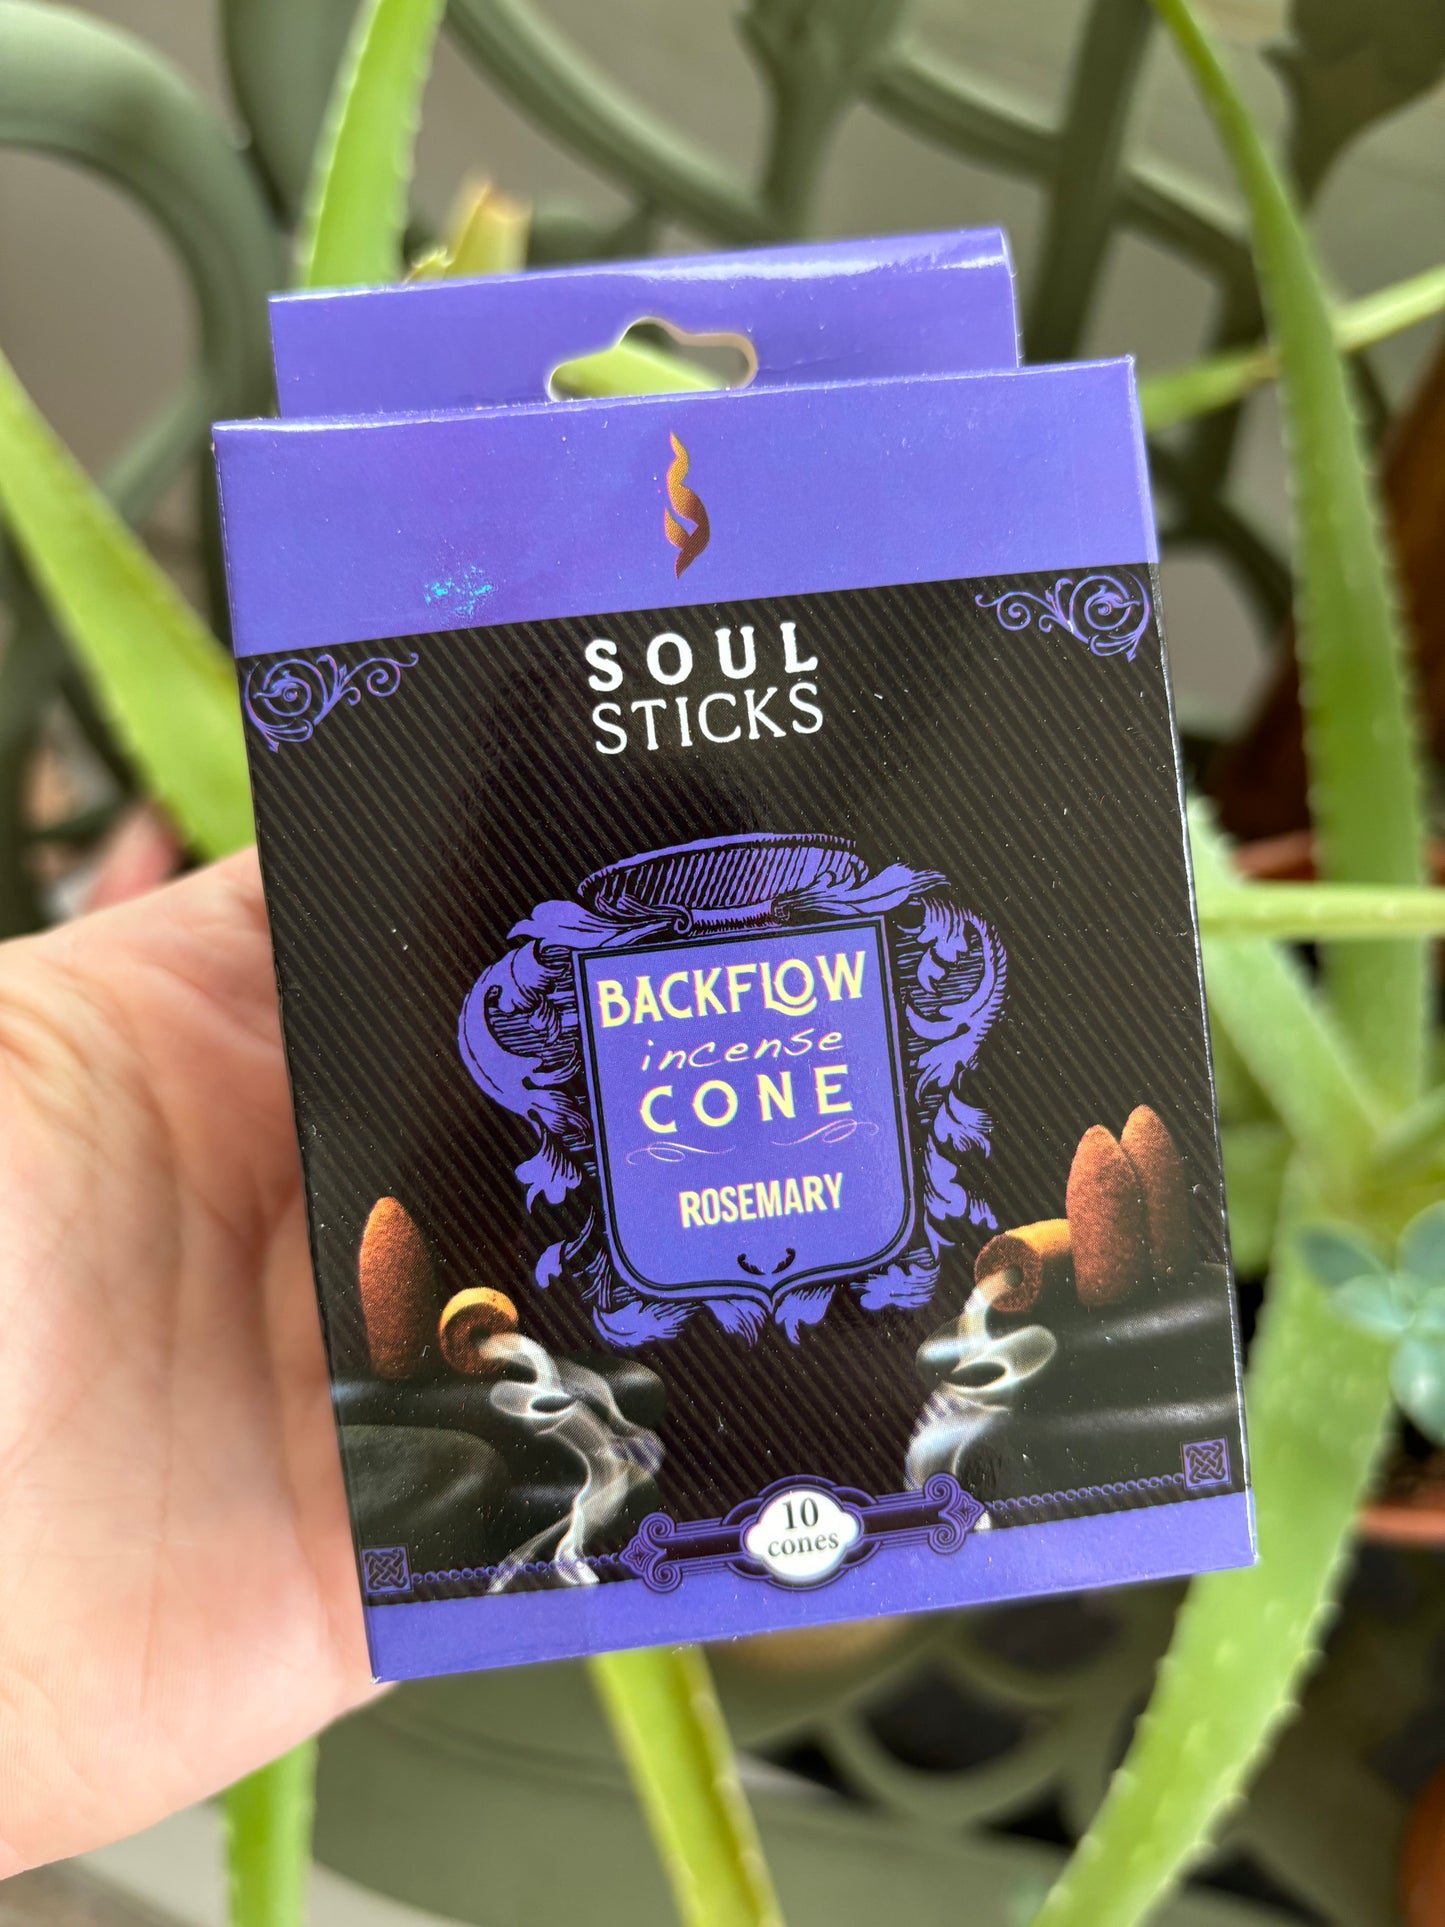 SOUL
STICKS
BACKFLOW
incense
CONE
ROSEMARY
10
cones